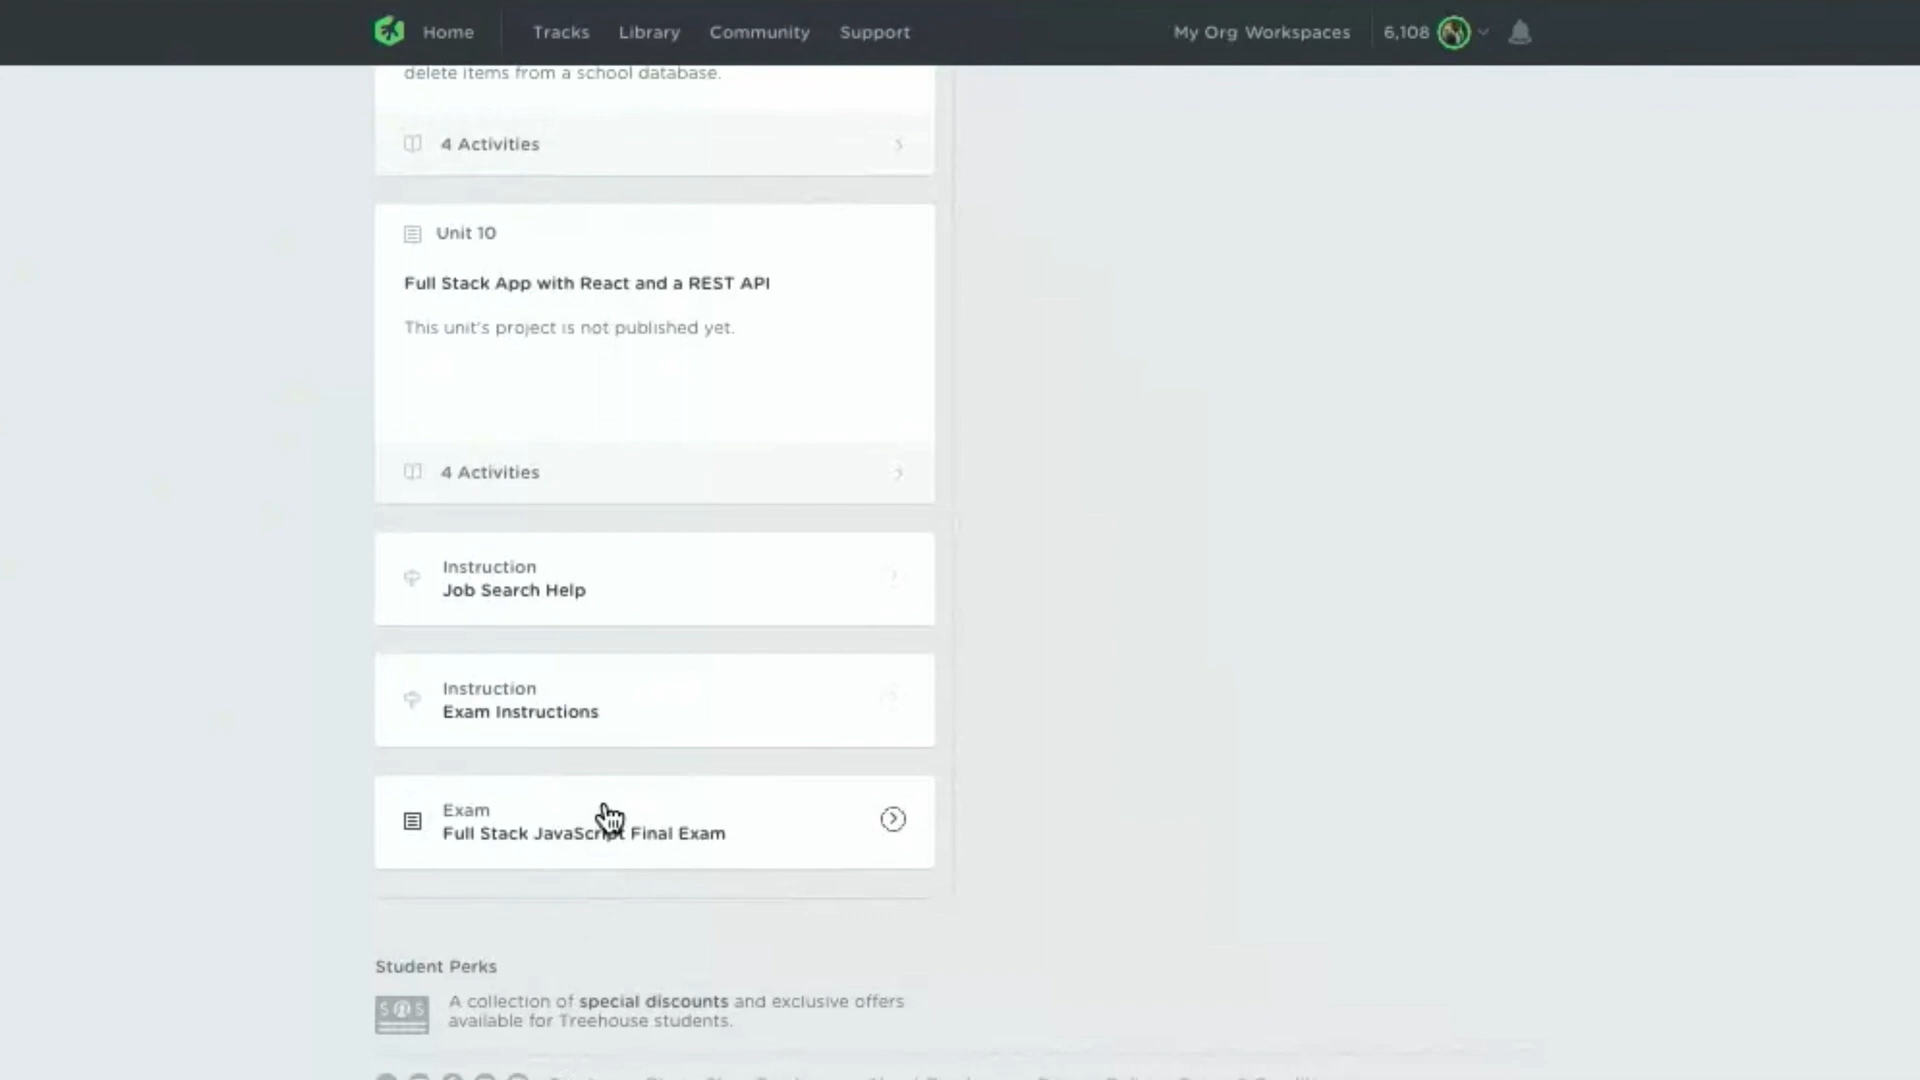 Home Tracks Library Community Support My Org Workspaces 6,108
delete items from a school database.
4 Activities
Unit 10
Full Stack App with React and a REST API
This unit's project is not published yet.
4 Activities
Instruction
Job Search Help
Instruction
Exam Instructions
Exam
Full Stack JavaScript Final Exam
Student Perks
A collection of special discounts and exclusive offers
available for Treehouse students.